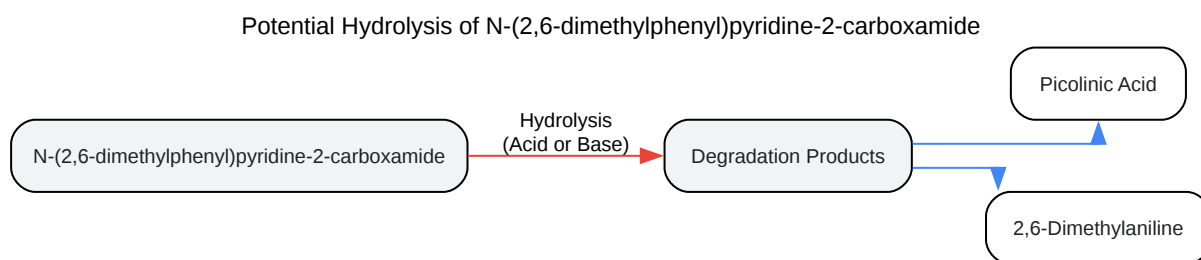 Potential Hydrolysis of N-(2,6-dimethylphenyl)pyridine-2-carboxamide
Picolinic Acid
Hydrolysis
(Acid or Base)
N-(2,6-dimethylphenyl)pyridine-2-carboxamide
Degradation Products
2,6-Dimethylaniline